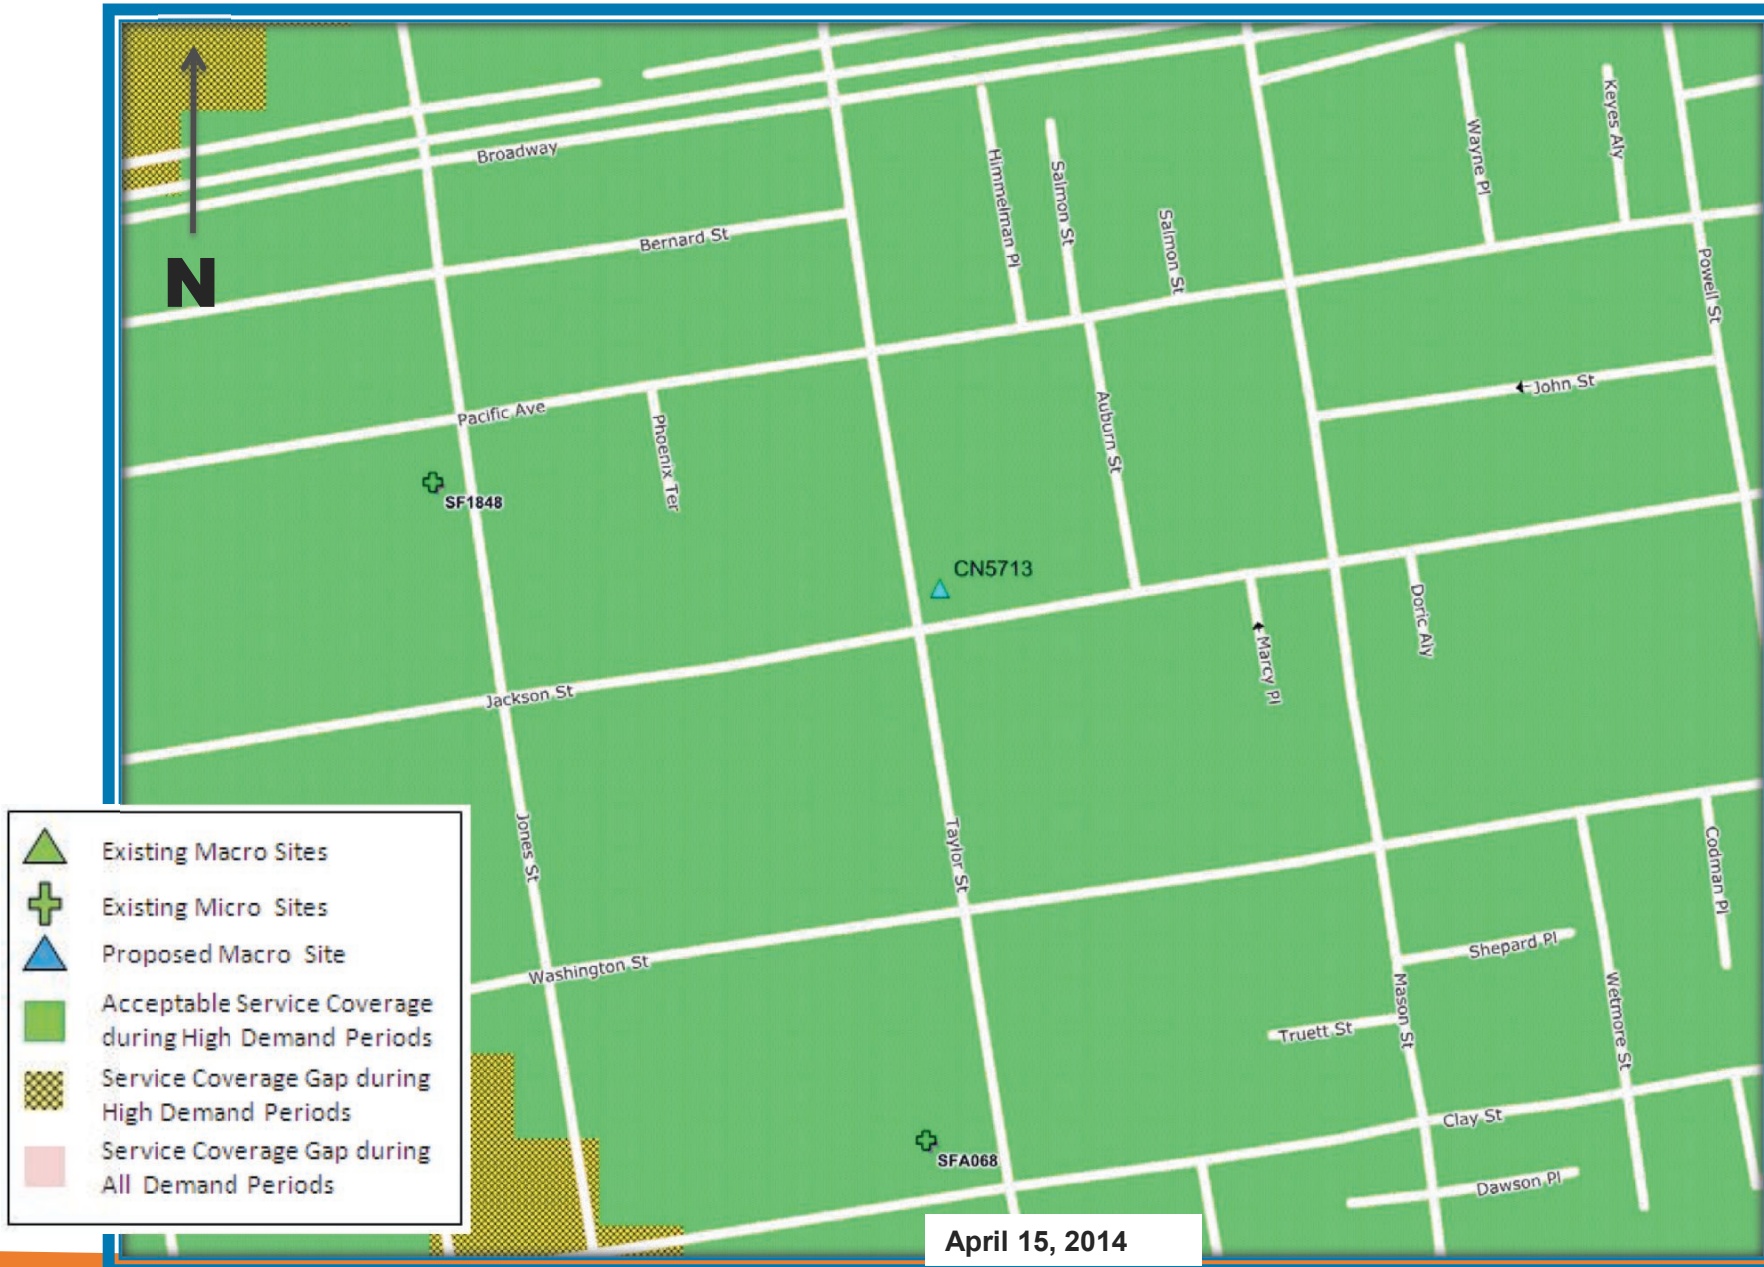 Broadway
Bernard St
Himmelman Pl
Salmon St
Salmon St
Wayne Pl
Keyes Aly
Powell St
N
John St
Pacific Ave
Phoenix Ter
Auburn St
SF1848
CN5713
Doric Aly
Marcy Pl
Jackson St
Jones St
Taylor St
Codman Pl
Washington St
Shepard Pl
Mason St
Wetmore St
Truett St
Clay St
SFA068
Dawson Pl
Existing Macro Sites
Existing Micro Sites
Proposed Macro Site
Acceptable Service Coverage
during High Demand Periods
Service Coverage Gap during
High Demand Periods
Service Coverage Gap during
All Demand Periods
April 15, 2014